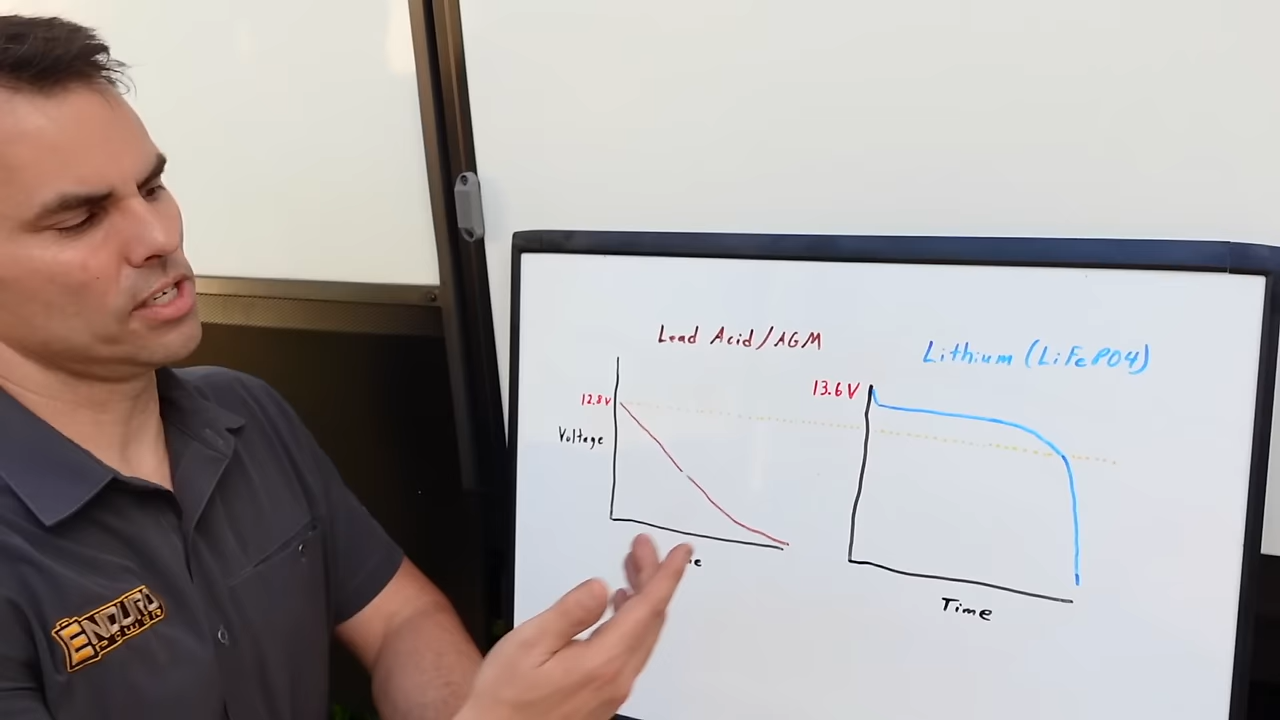 Lead Acid/AGM
Lithium (LiFePO4)
13.6V
12.8V
Voltage
Time
ENDURO
POWER